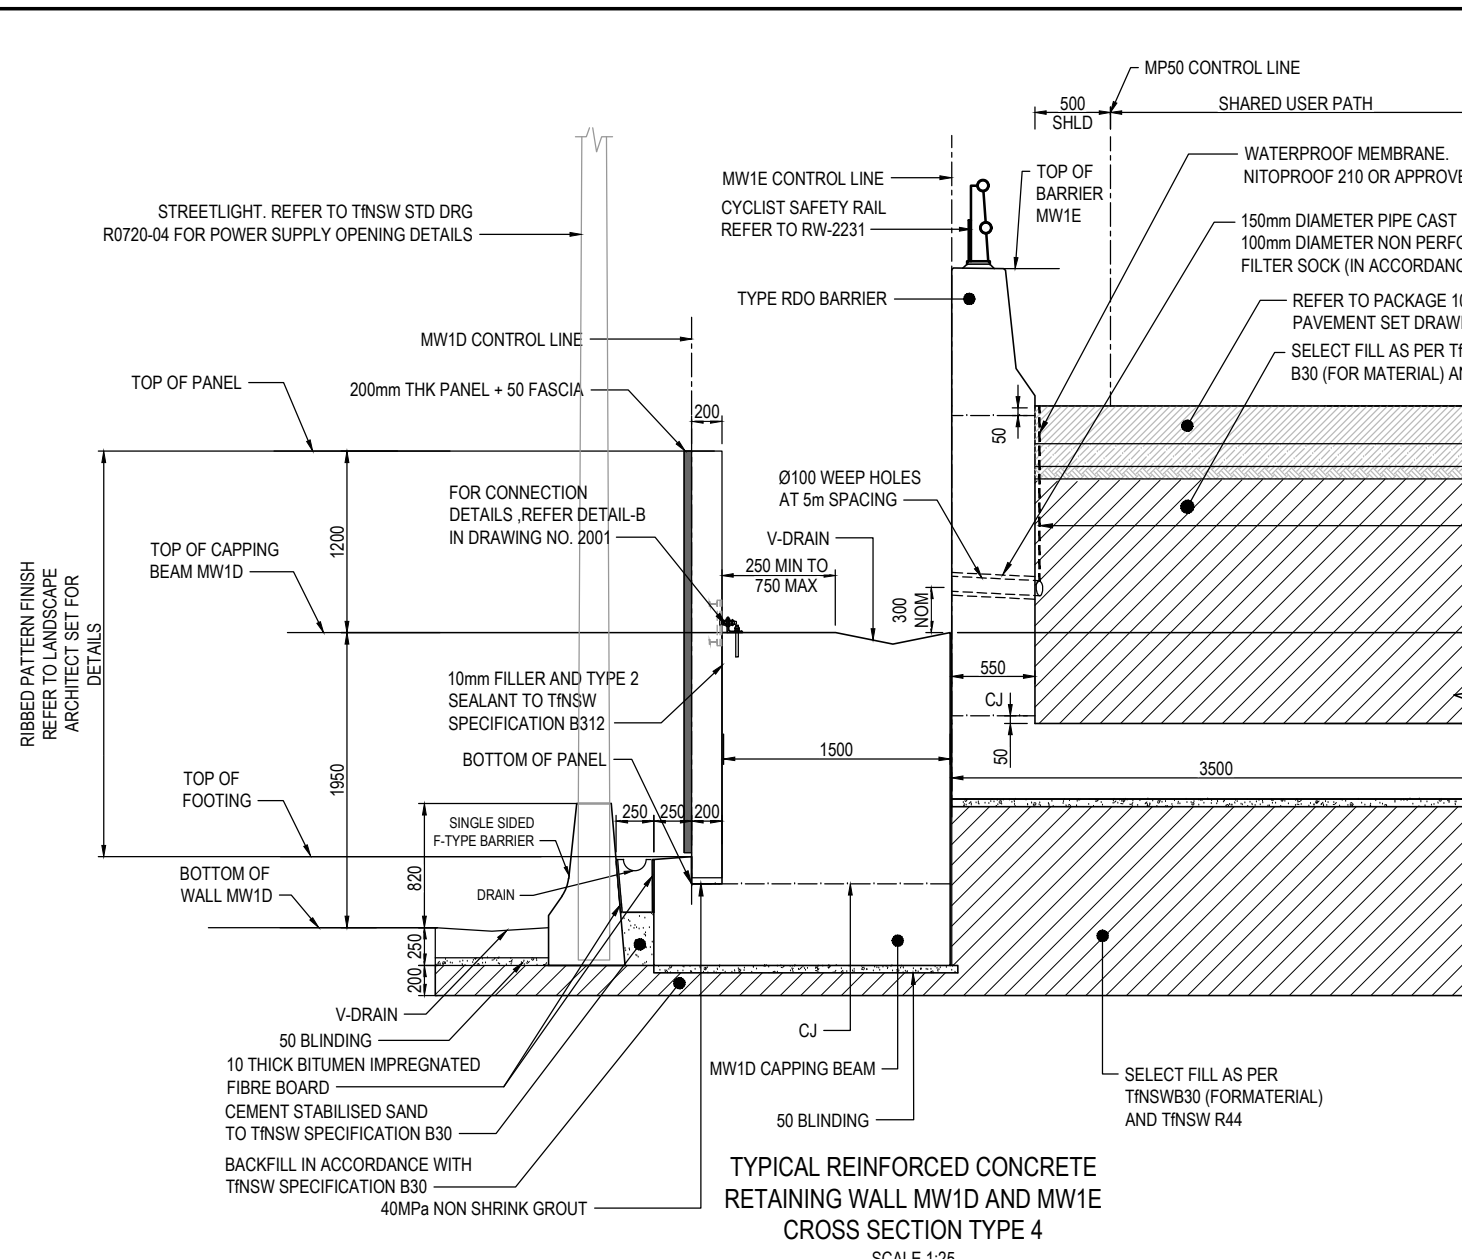 MP50 CONTROL LINE
500
SHLD
SHARED USER PATH
WATERPROOF MEMBRANE.
NITOPROOF 210 OR APPROVE
MW1E CONTROL LINE
TOP OF
BARRIER
MW1E
CYCLIST SAFETY RAIL
REFER TO RW-2231
STREETLIGHT. REFER TO TfNSW STD DRG
R0720-04 FOR POWER SUPPLY OPENING DETAILS
150mm DIAMETER PIPE CAST
100mm DIAMETER NON PERFO
FILTER SOCK (IN ACCORDANC
TYPE RDO BARRIER
REFER TO PACKAGE 10
PAVEMENT SET DRAWI
MW1D CONTROL LINE
SELECT FILL AS PER Tf
B30 (FOR MATERIAL) AN
TOP OF PANEL
200mm THK PANEL + 50 FASCIA
200
50
Ø100 WEEP HOLES
AT 5m SPACING
FOR CONNECTION
DETAILS ,REFER DETAIL-B
IN DRAWING NO. 2001
V-DRAIN
250 MIN TO
750 MAX
1200
TOP OF CAPPING
BEAM MW1D
300
NOM
RIBBED PATTERN FINISH
REFER TO LANDSCAPE
ARCHITECT SET FOR
DETAILS
10mm FILLER AND TYPE 2
SEALANT TO TfNSW
SPECIFICATION B312
550
CJ
50
1500
3500
BOTTOM OF PANEL
1950
TOP OF
FOOTING
250
250
200
SINGLE SIDED
F-TYPE BARRIER
820
BOTTOM OF
WALL MW1D
DRAIN
250
200
V-DRAIN
50 BLINDING
10 THICK BITUMEN IMPREGNATED
FIBRE BOARD
CEMENT STABILISED SAND
TO TfNSW SPECIFICATION B30
BACKFILL IN ACCORDANCE WITH
TfNSW SPECIFICATION B30
40MPa NON SHRINK GROUT
CJ
MW1D CAPPING BEAM
50 BLINDING
SELECT FILL AS PER
TfNSWB30 (FORMATERIAL)
AND TfNSW R44
TYPICAL REINFORCED CONCRETE
RETAINING WALL MW1D AND MW1E
CROSS SECTION TYPE 4
SCALE 1:25